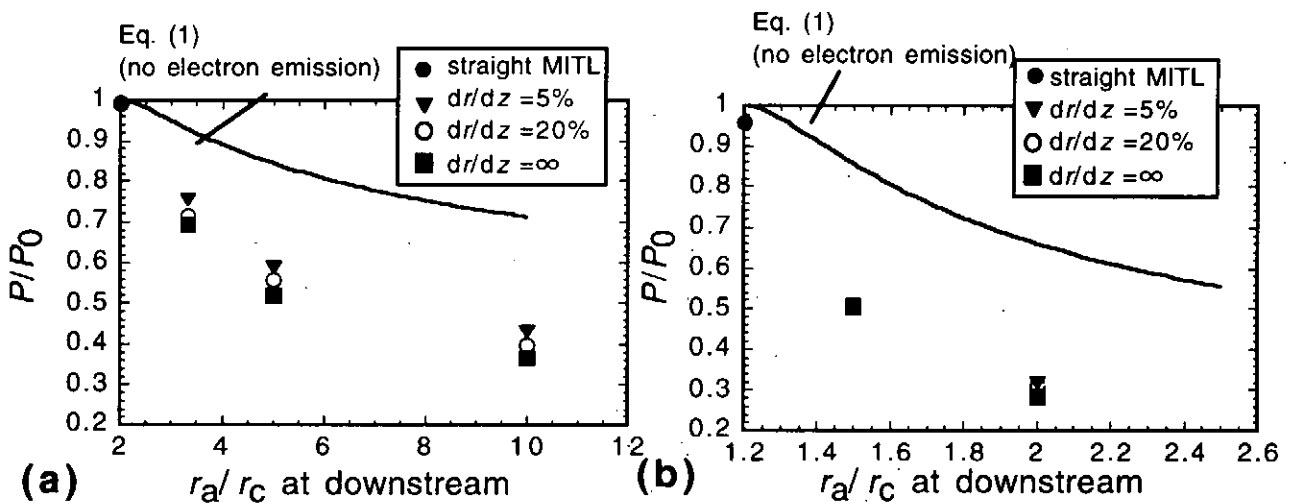 Eq. (1)
(no electron emission)
straight MITL
dr/dz =5%
dr/dz =20%
dr/dz =∞
1
0.9
0.8
0.7
0.6
0.5
0.4
0.3
0.2
P/P0
2 4 6 8 10 12
(a) ra/ rc at downstream
Eq. (1)
(no electron emission)
straight MITL
dr/dz =5%
dr/dz =20%
dr/dz =∞
1
0.9
0.8
0.7
0.6
0.5
0.4
0.3
0.2
P/P0
1.2 1.4 1.6 1.8 2 2.2 2.4 2.6
(b) ra/ rc at downstream